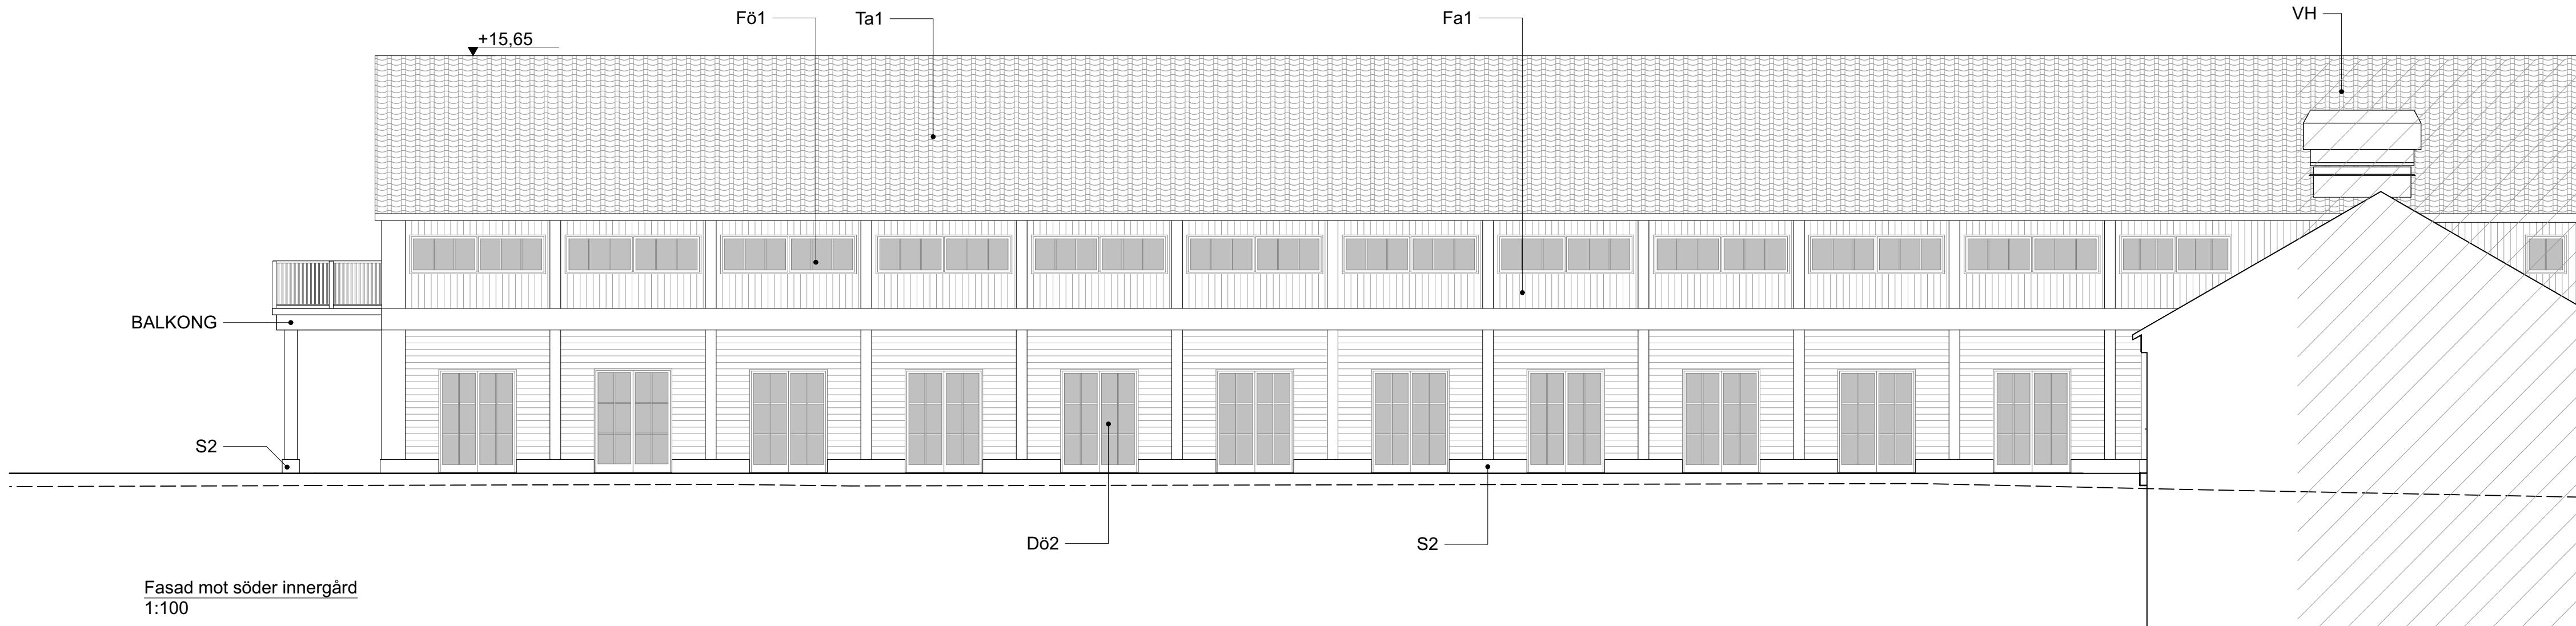 Fö1
Ta1
Fa1
VH
+15,65
BALKONG
S2
Dö2
S2
Fasad mot söder innergård
1:100